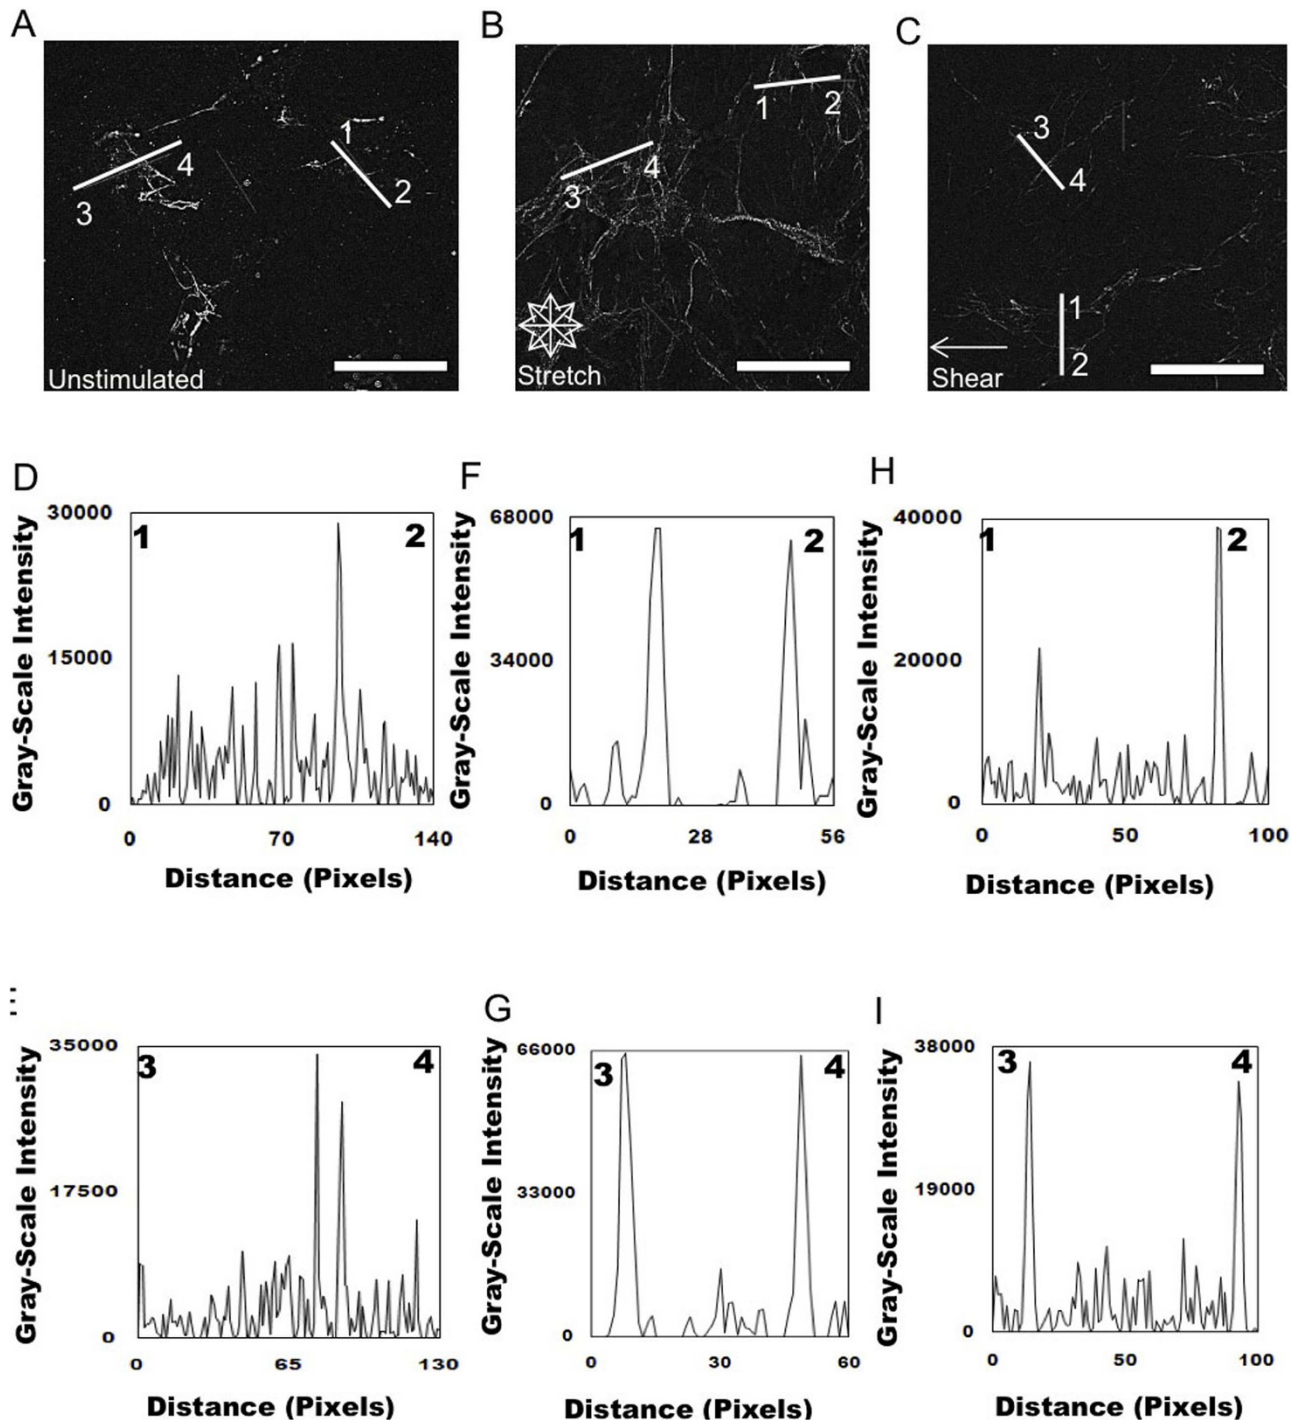 A
B
C
1
2
3
4
Unstimulated
1
2
3
4
Stretch
3
4
1
2
Shear
D
F
H
Gray-Scale Intensity
30000
15000
0
1
2
0
70
140
Distance (Pixels)
Gray-Scale Intensity
68000
34000
0
1
2
0
28
56
Distance (Pixels)
Gray-Scale Intensity
40000
20000
0
1
2
0
50
100
Distance (Pixels)
G
I
Gray-Scale Intensity
35000
17500
0
3
4
0
65
130
Distance (Pixels)
Gray-Scale Intensity
66000
33000
0
3
4
0
30
60
Distance (Pixels)
Gray-Scale Intensity
38000
19000
0
3
4
0
50
100
Distance (Pixels)